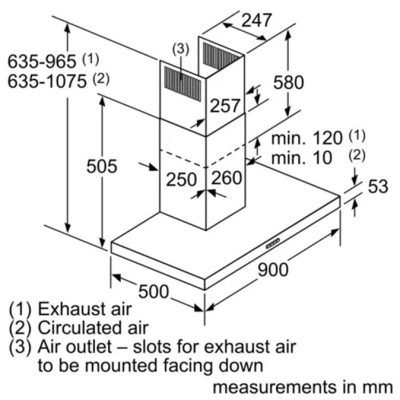 247
(3)
635-965 (1)
635-1075 (2)
580
257
min. 120 (1)
min. 10 (2)
505
250
260
53
500
900
(1) Exhaust air
(2) Circulated air
(3) Air outlet – slots for exhaust air
to be mounted facing down
measurements in mm